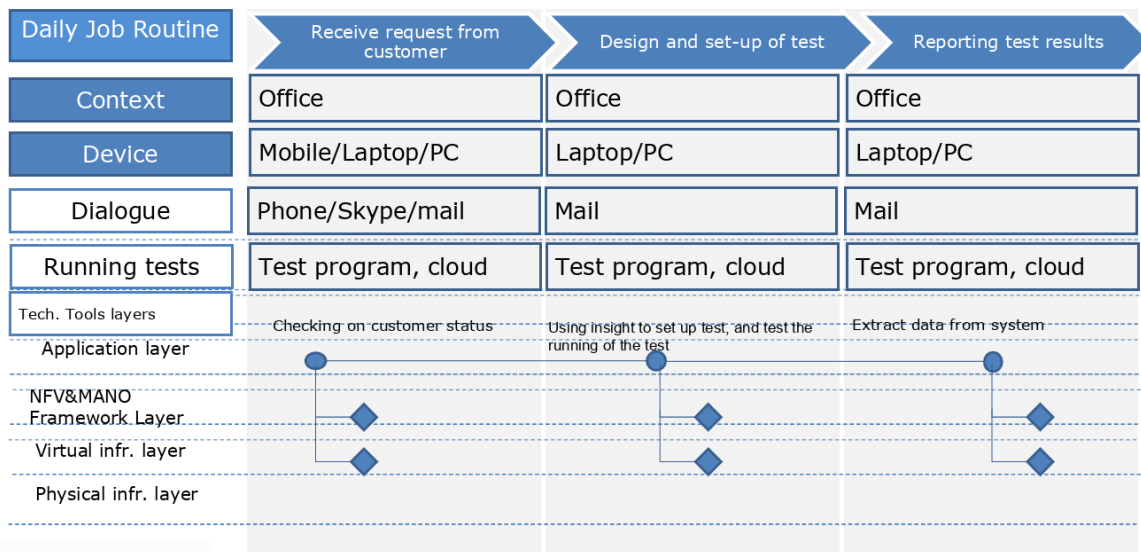 Daily Job Routine
Receive request from
customer
Design and set-up of test
Reporting test results
Context
Office
Office
Office
Device
Mobile/Laptop/PC
Laptop/PC
Laptop/PC
Dialogue
Phone/Skype/mail
Mail
Mail
Running tests
Test program, cloud
Test program, cloud
Test program, cloud
Tech. Tools layers
Checking on customer status
Using insight to set up test, and test the
running of the test
Extract data from system
Application layer
NFV&MANO
Framework Layer
Virtual infr. layer
Physical infr. layer